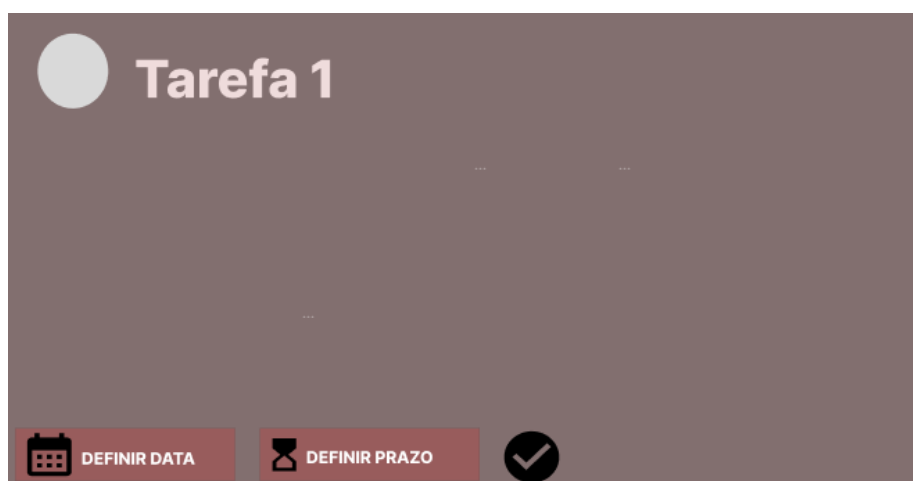 Tarefa 1
... ...
...
DEFINIR DATA DEFINIR PRAZO